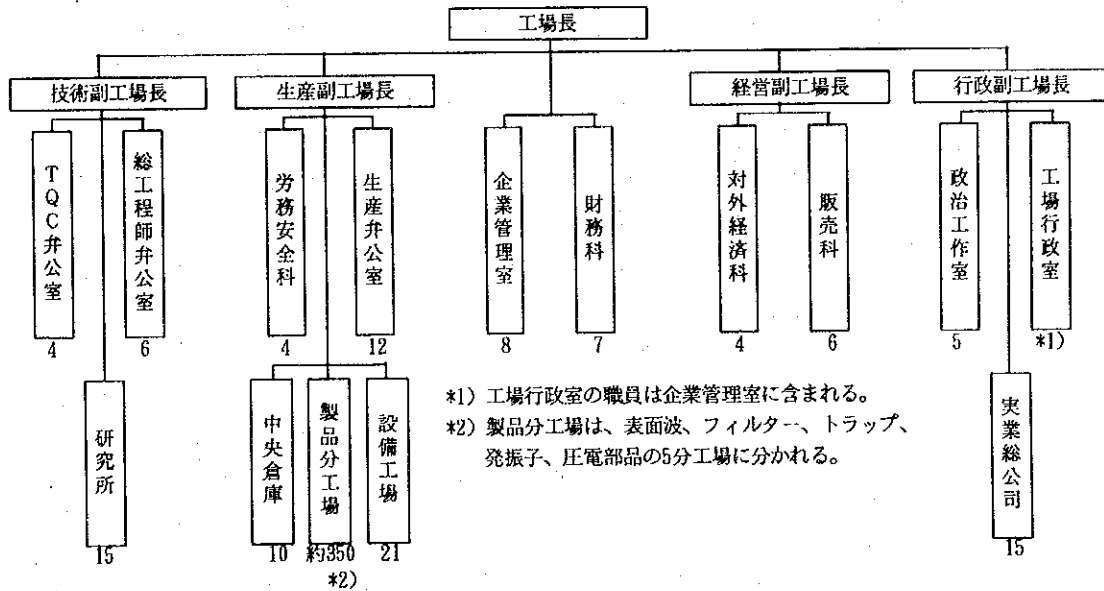 工場長
技術副工場長
生産副工場長
経営副工場長
行政副工場長
TQC弁公室
総工程師弁公室
労務安全科
生産弁公室
企業管理室
財務科
対外経済科
販売科
政治工作室
工場行政室
4
6
4
12
8
7
4
6
5
*1)
研究所
中央倉庫
製品分工場
設備工場
実業総公司
15
10
約350
21
15
*2)
*1) 工場行政室の職員は企業管理室に含まれる。
*2) 製品分工場は、表面波、フィルター、トラップ、
発振子、圧電部品の5分工場に分かれる。